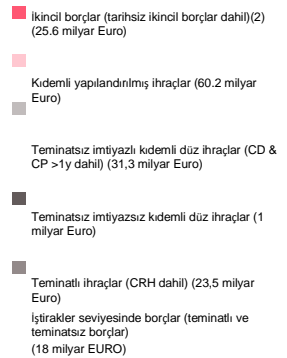 İkincil borçlar (tarihsiz ikincil borçlar dahil)(2)
(25.6 milyar Euro)
Kıdemli yapılandırılmış ihraçlar (60.2 milyar
Euro)
Teminatsız imtiyazlı kıdemli düz ihraçlar (CD &
CP >1y dahil) (31,3 milyar Euro)
Teminatsız imtiyazsız kıdemli düz ihraçlar (1
milyar Euro)
Teminatlı ihraçlar (CRH dahil) (23,5 milyar
Euro)
İştirakler seviyesinde borçlar (teminatlı ve
teminatsız borçlar)
(18 milyar EURO)